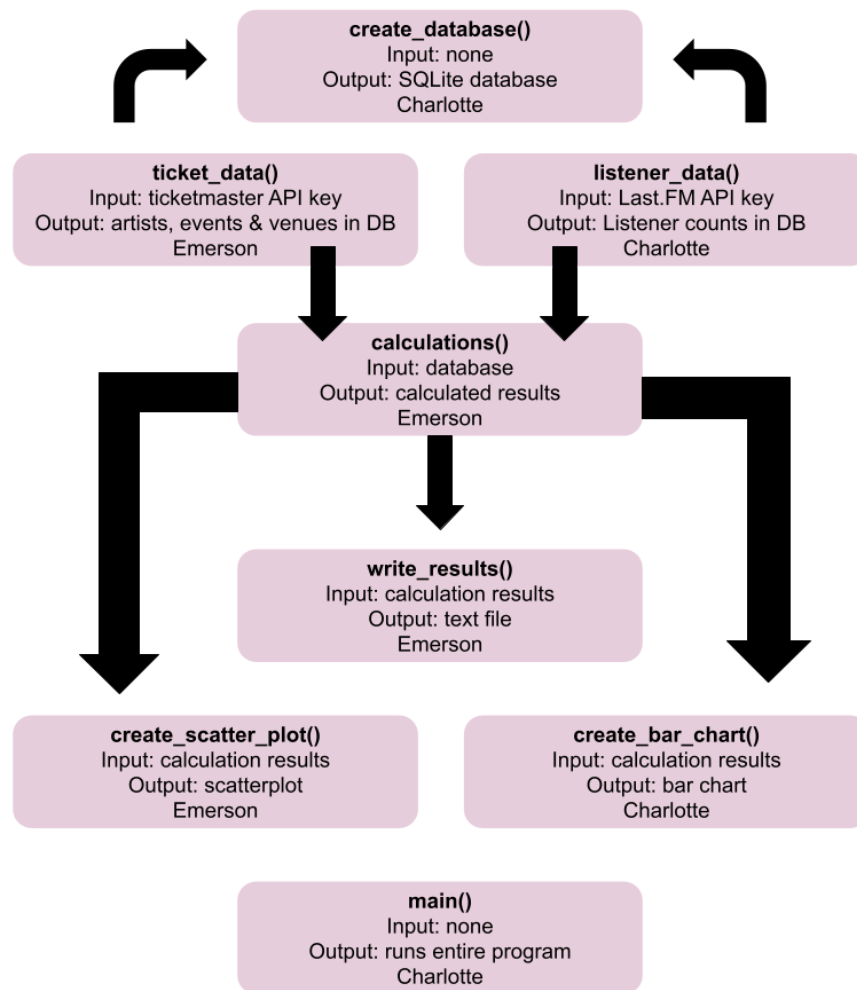 create_database()
Input: none
Output: SQLite database
Charlotte
ticket_data()
Input: ticketmaster API key
Output: artists, events & venues in DB
Emerson
listener_data()
Input: Last.FM API key
Output: Listener counts in DB
Charlotte
calculations()
Input: database
Output: calculated results
Emerson
write_results()
Input: calculation results
Output: text file
Emerson
create_scatter_plot()
Input: calculation results
Output: scatterplot
Emerson
create_bar_chart()
Input: calculation results
Output: bar chart
Charlotte
main()
Input: none
Output: runs entire program
Charlotte